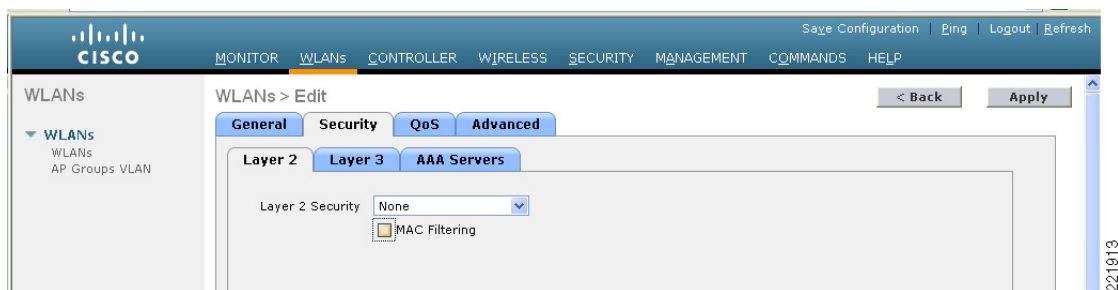 Save Configuration | Ping | Logout | Refresh
CISCO
MONITOR WLANs CONTROLLER WIRELESS SECURITY MANAGEMENT COMMANDS HELP
WLANs
WLANs > Edit
< Back
Apply
General Security QoS Advanced
WLANs
WLANs
AP Groups VLAN
Layer 2 Layer 3 AAA Servers
Layer 2 Security None
MAC Filtering
221913